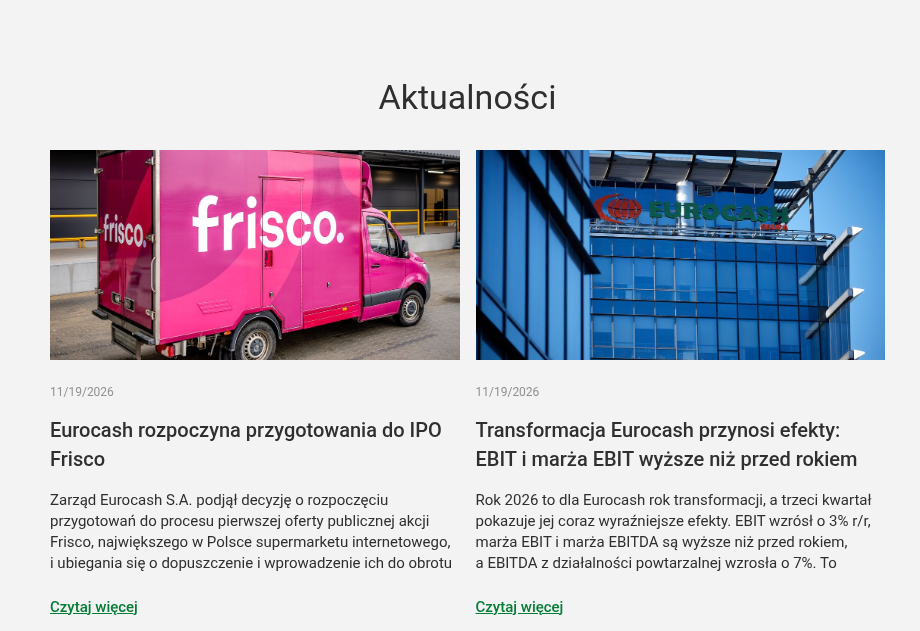 Aktualności
frisco.
frisco.
EUROCASH
11/19/2026
Eurocash rozpoczyna przygotowania do IPO
Frisco
Zarząd Eurocash S.A. podjął decyzję o rozpoczęciu
przygotowań do procesu pierwszej oferty publicznej akcji
Frisco, największego w Polsce supermarketu internetowego,
i ubiegania się o dopuszczenie i wprowadzenie ich do obrotu
Czytaj więcej
11/19/2026
Transformacja Eurocash przynosi efekty:
EBIT i marża EBIT wyższe niż przed rokiem
Rok 2026 to dla Eurocash rok transformacji, a trzeci kwartał
pokazuje jej coraz wyraźniejsze efekty. EBIT wzrósł o 3% r/r,
marża EBIT i marża EBITDA są wyższe niż przed rokiem,
a EBITDA z działalności powtarzalnej wzrosła o 7%. To
Czytaj więcej